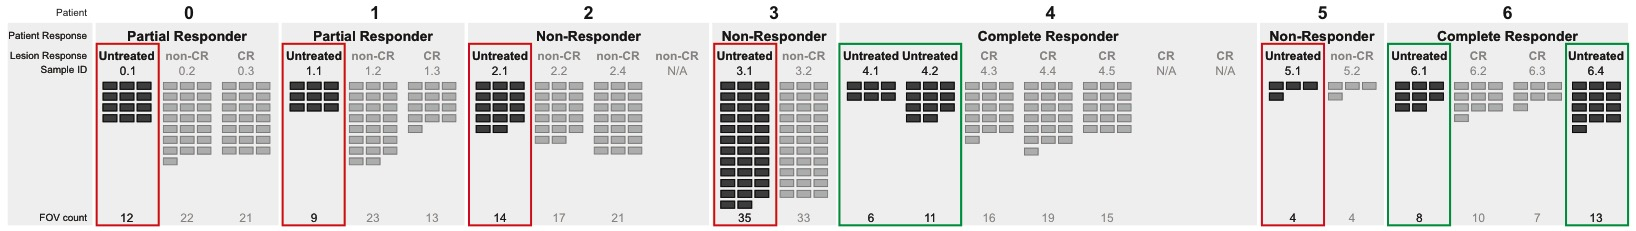 Patient 0 1 2 3 4 5 6
Patient Response Partial Responder Partial Responder Non-Responder Non-Responder Complete Responder Non-Responder Complete Responder
Lesion Response Untreated non-CR CR Untreated non-CR CR Untreated non-CR non-CR non-CR Untreated non-CR Untreated Untreated CR CR CR CR CR Untreated non-CR Untreated CR CR Untreated
Sample ID 0.1 0.2 0.3 1.1 1.2 1.3 2.1 2.2 2.4 N/A 3.1 3.2 4.1 4.2 4.3 4.4 4.5 N/A N/A 5.1 5.2 6.1 6.2 6.3 6.4
FOV count 12 22 21 9 23 13 14 17 21 35 33 6 11 16 19 15 4 4 8 10 7 13